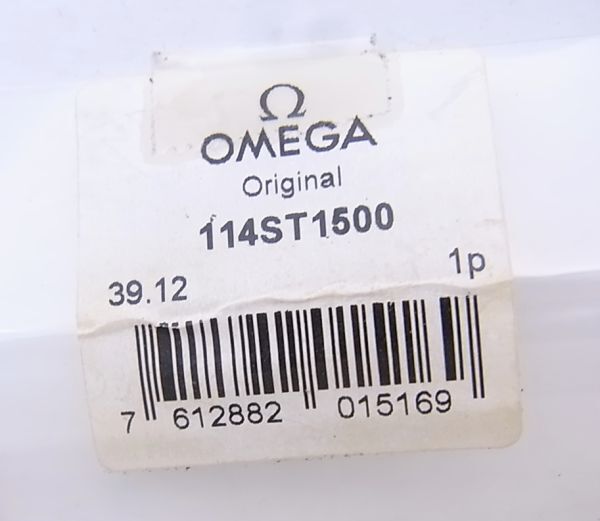 Ω
OMEGA
Original
114ST1500
39.12 1p
7 612882 015169